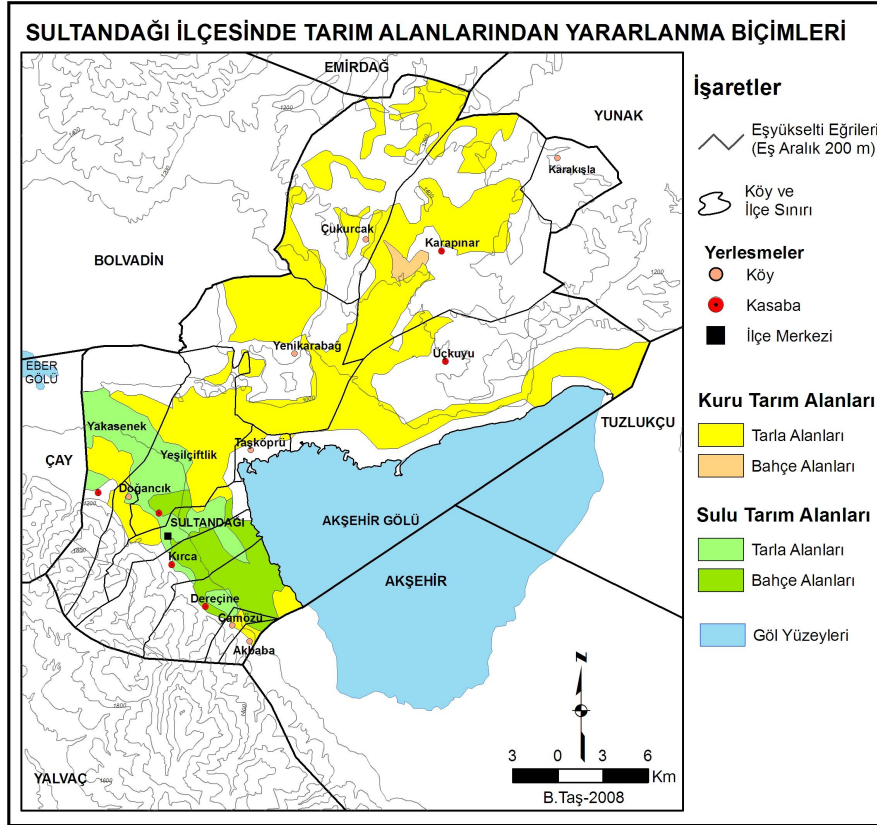 SULTANDAĞI İLÇESİNDE TARIM ALANLARINDAN YARARLANMA BİÇİMLERİ
EMİRDAĞ
YUNAK
Karakışla
Çukurcak
Karapınar
BOLVADİN
Yenikarabağ
Üçkuyu
EBER
GÖLÜ
TUZLUKÇU
Yakasenek
Yeşilçiftlik
Taşköprü
ÇAY
Doğancık
SULTANDAĞI
AKŞEHİR GÖLÜ
Kırca
AKŞEHİR
Dereçine
Çamözü
Akbaba
YALVAÇ
İşaretler
Eşyükselti Eğrileri
(Eş Aralık 200 m)
Köy ve
İlçe Sınırı
Yerlesmeler
Köy
Kasaba
İlçe Merkezi
Kuru Tarım Alanları
Tarla Alanları
Bahçe Alanları
Sulu Tarım Alanları
Tarla Alanları
Bahçe Alanları
Göl Yüzeyleri
Z
3 0 3 6
Km
B.Taş-2008